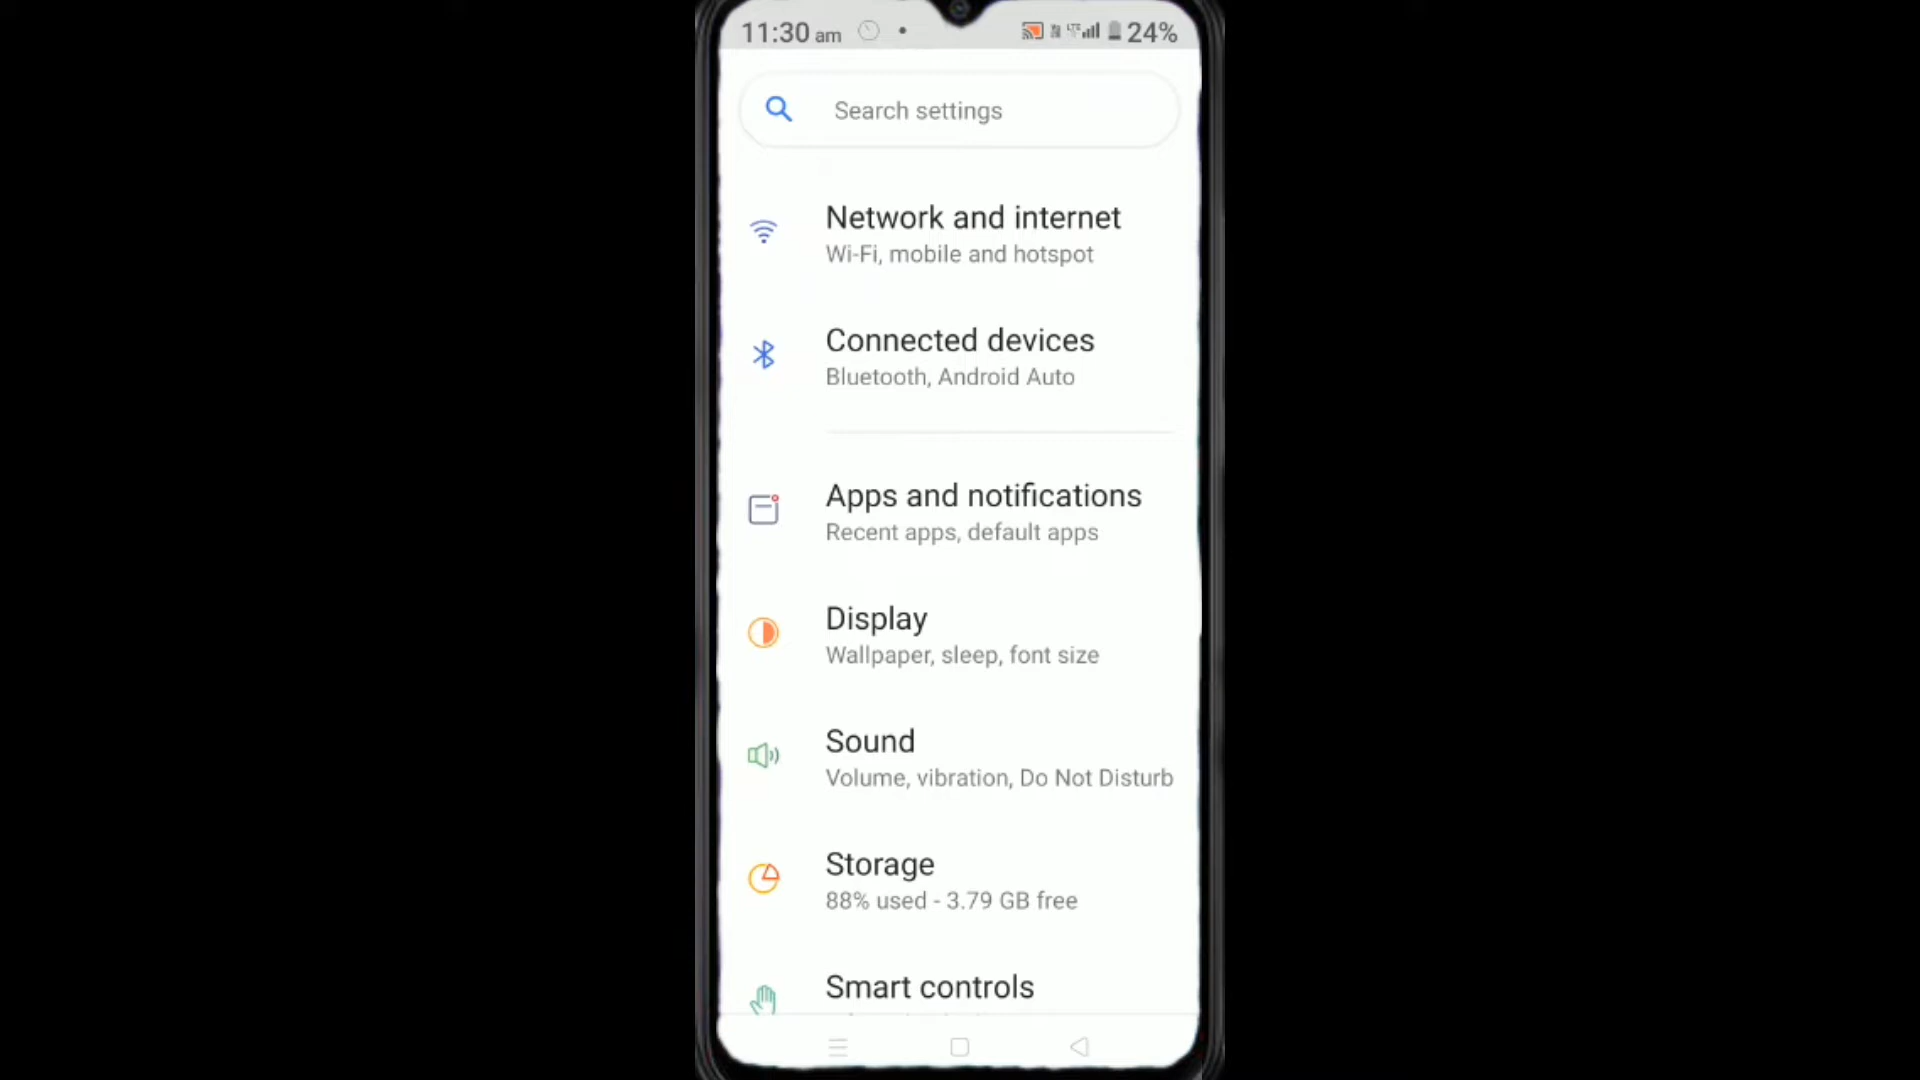 11:30 am 24%
Search settings
Network and internet
Wi-Fi, mobile and hotspot
Connected devices
Bluetooth, Android Auto
Apps and notifications
Recent apps, default apps
Display
Wallpaper, sleep, font size
Sound
Volume, vibration, Do Not Disturb
Storage
88% used - 3.79 GB free
Smart controls